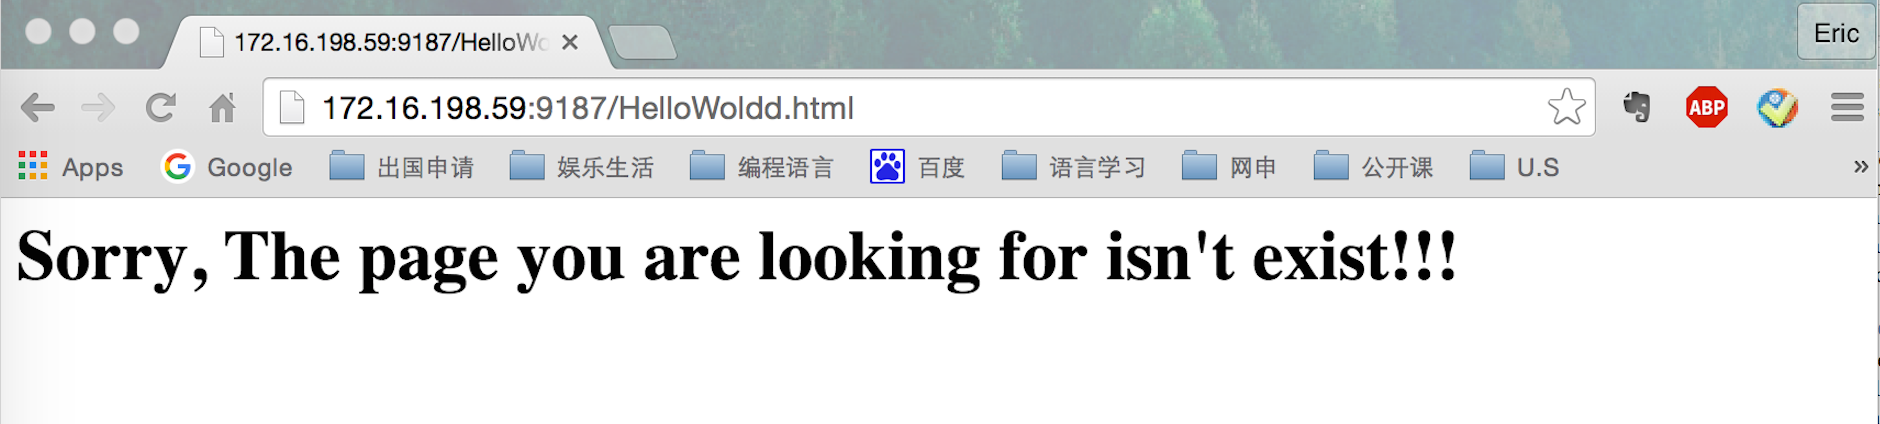 172.16.198.59:9187/HelloWo
Eric
172.16.198.59:9187/HelloWoldd.html
ABP
Apps Google 出国申请 娱乐生活 编程语言 百度 语言学习 网申 公开课 U.S »
Sorry, The page you are looking for isn't exist!!!